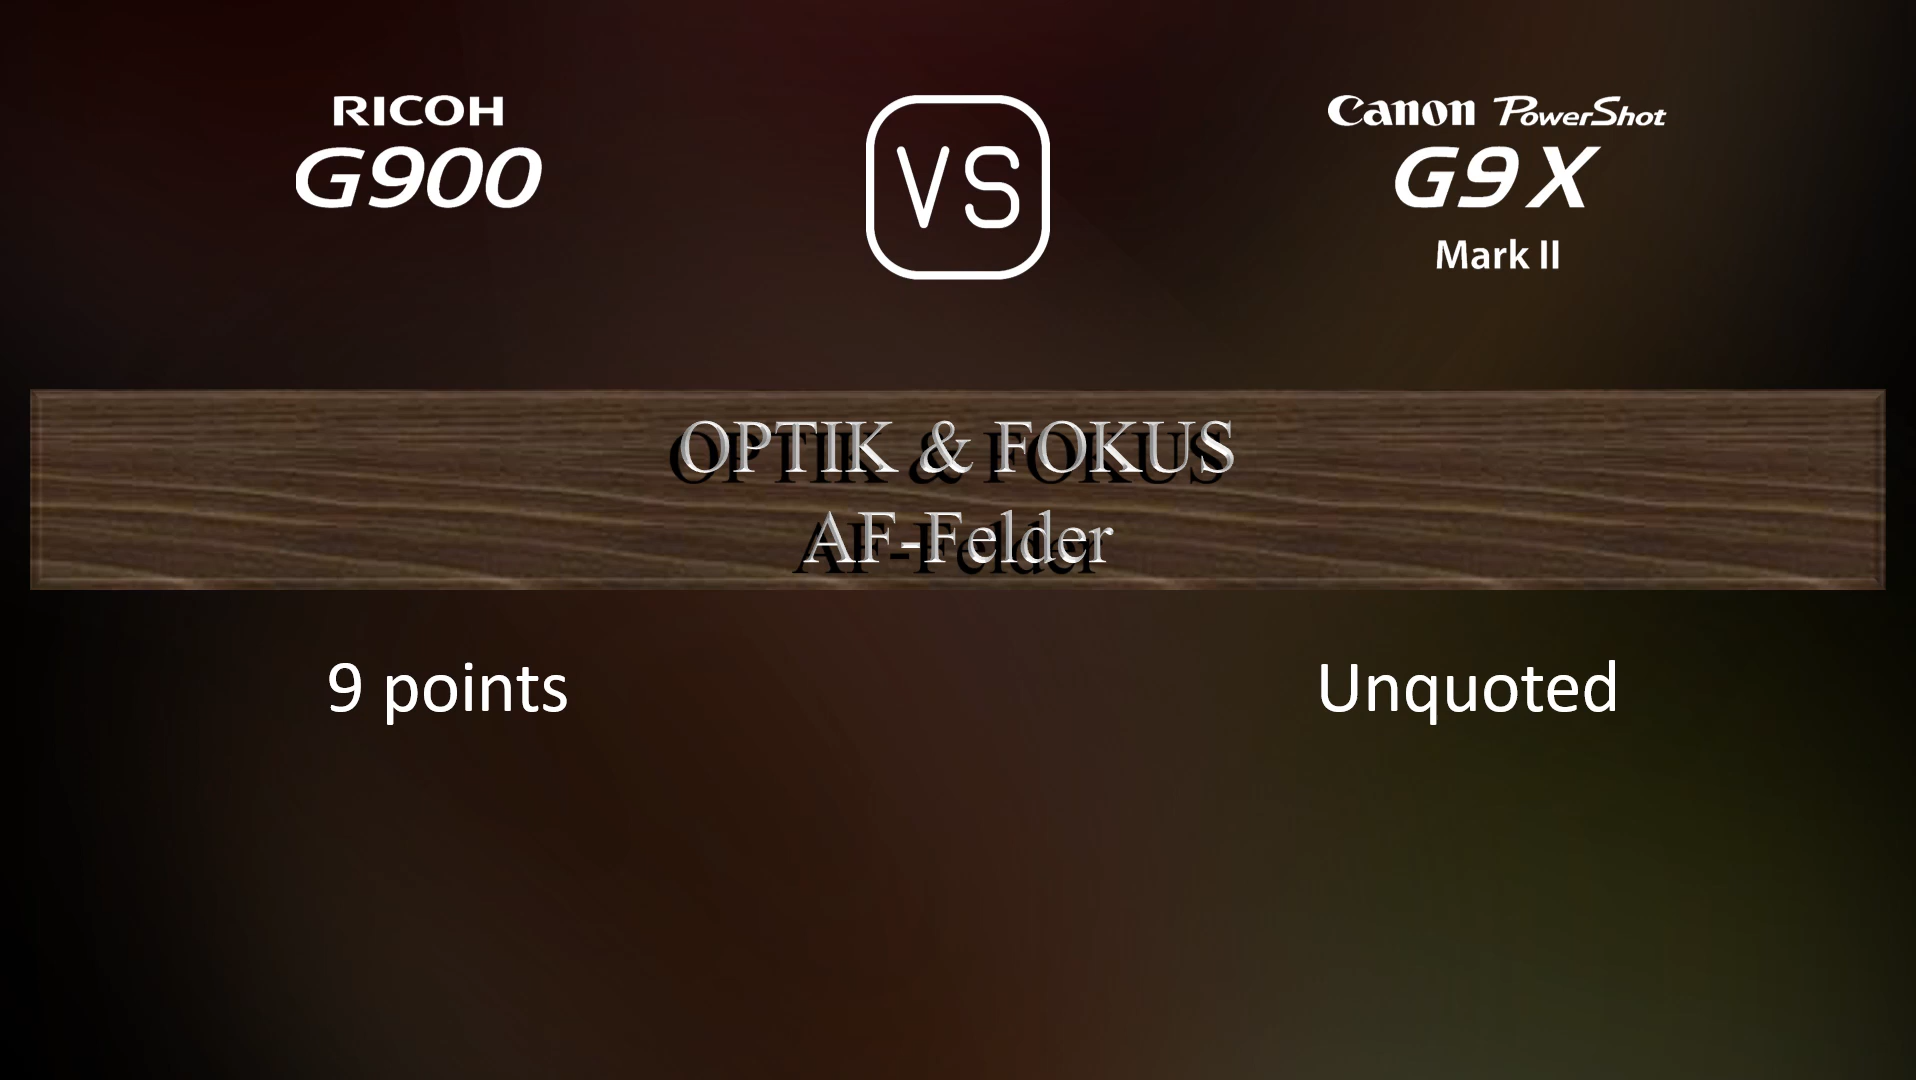 RICOH
G900
VS
Canon PowerShot
G9 X
Mark II
OPTIK & FOKUS
AF-Felder
9 points
Unquoted